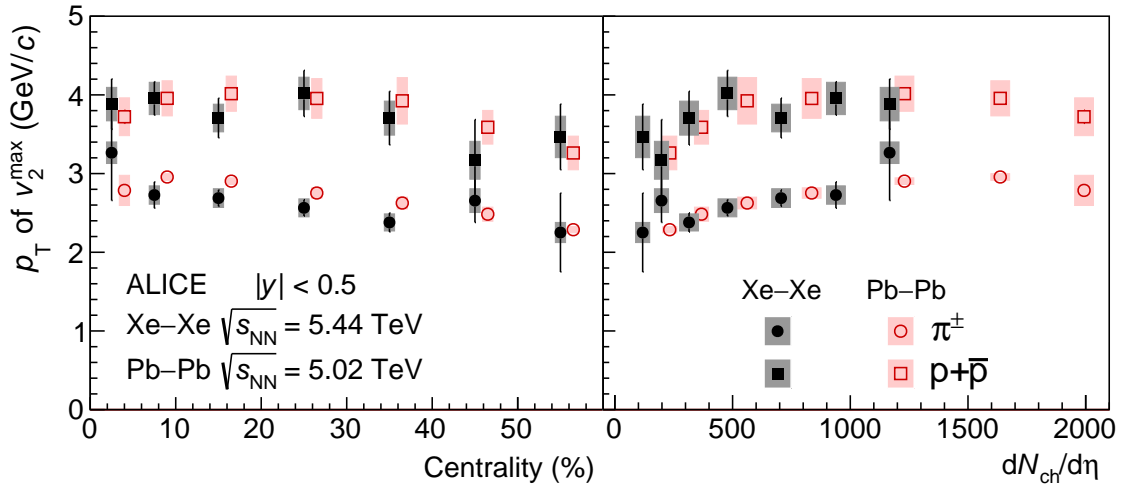 p_T of v_2^max (GeV/c)
5
4
3
2
1
0
ALICE |y| < 0.5
Xe–Xe √s_NN = 5.44 TeV
Pb–Pb √s_NN = 5.02 TeV
Xe–Xe Pb–Pb
π±
p+p̅
0 10 20 30 40 50
Centrality (%)
0 500 1000 1500 2000
dN_ch/dη